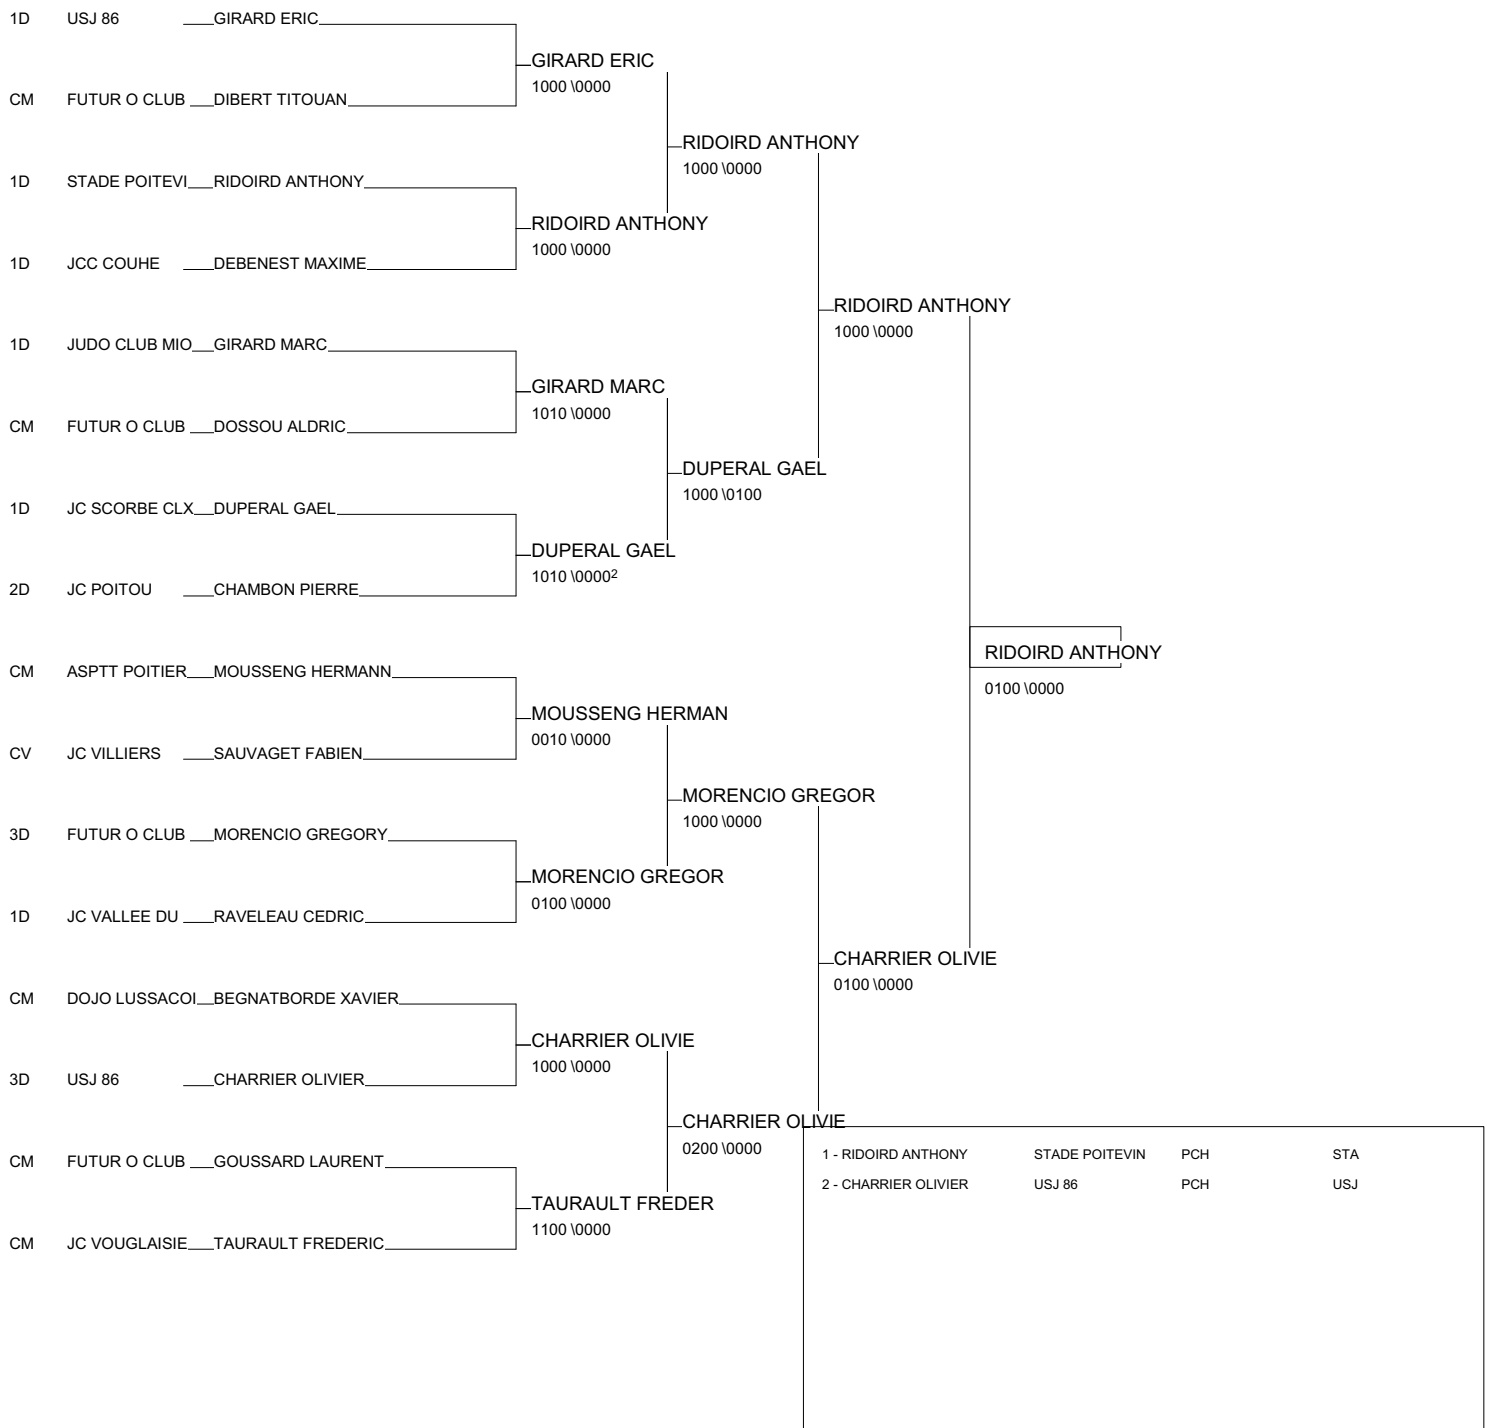 1D USJ 86 GIRARD ERIC
GIRARD ERIC
1000 \0000
CM FUTUR O CLUB DIBERT TITOUAN
RIDOIRD ANTHONY
1000 \0000
1D STADE POITEVI RIDOIRD ANTHONY
RIDOIRD ANTHONY
1000 \0000
1D JCC COUHE DEBENEST MAXIME
RIDOIRD ANTHONY
1000 \0000
1D JUDO CLUB MIO GIRARD MARC
GIRARD MARC
1010 \0000
CM FUTUR O CLUB DOSSOU ALDRIC
DUPERAL GAEL
1000 \0100
1D JC SCORBE CLX DUPERAL GAEL
DUPERAL GAEL
1010 \0000²
2D JC POITOU CHAMBON PIERRE
RIDOIRD ANTHONY
0100 \0000
CM ASPTT POITIER MOUSSENG HERMANN
MOUSSENG HERMAN
0010 \0000
CV JC VILLIERS SAUVAGET FABIEN
MORENCIO GREGOR
1000 \0000
3D FUTUR O CLUB MORENCIO GREGORY
MORENCIO GREGOR
0100 \0000
1D JC VALLEE DU RAVELEAU CEDRIC
CHARRIER OLIVIE
0100 \0000
CM DOJO LUSSACOI BEGNATBORDE XAVIER
CHARRIER OLIVIE
1000 \0000
3D USJ 86 CHARRIER OLIVIER
CHARRIER OLIVIE
0200 \0000
CM FUTUR O CLUB GOUSSARD LAURENT
TAURAULT FREDER
1100 \0000
CM JC VOUGLAISIE TAURAULT FREDERIC
1 - RIDOIRD ANTHONY STADE POITEVIN PCH STA
2 - CHARRIER OLIVIER USJ 86 PCH USJ